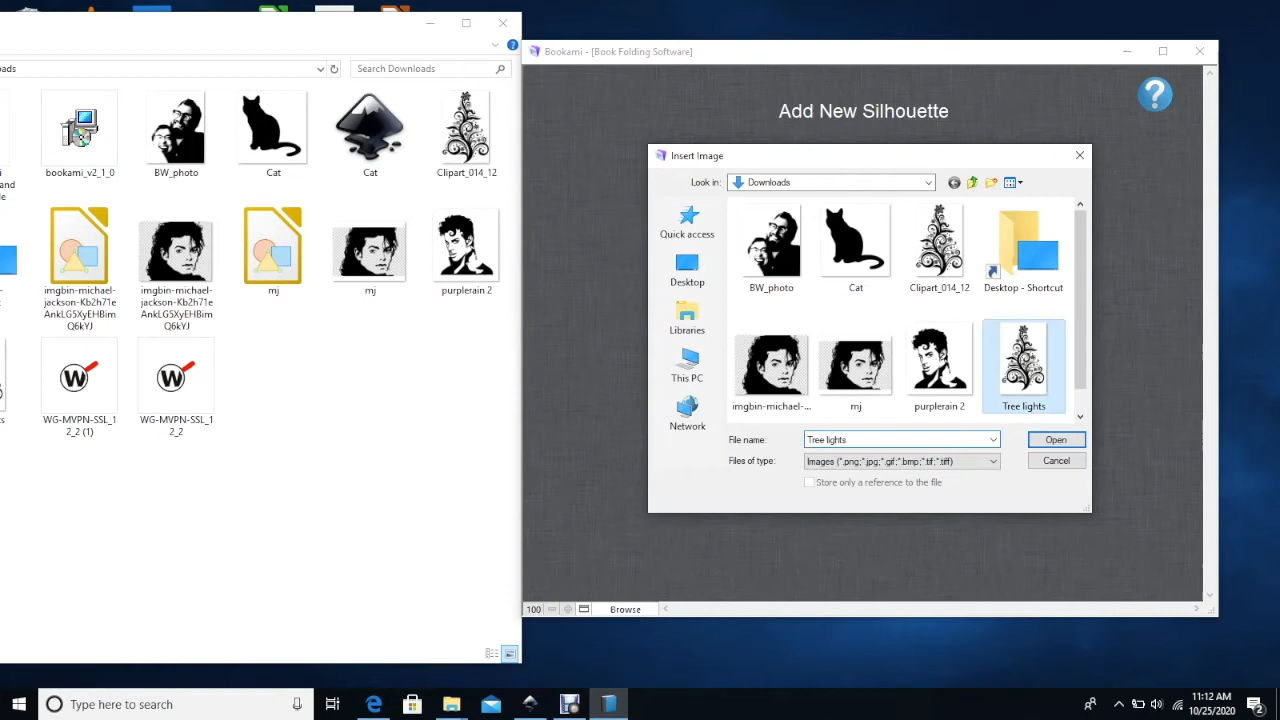 Bookami - [Book Folding Software]
oads
Search Downloads
Add New Silhouette
?
and
le
bookami_v2_1_0
BW_photo
Cat
Cat
Clipart_014_12
imgbin-michael-
jackson-Kb2h71e
AnkLG5XyEHBim
Q6kYJ
imgbin-michael-
jackson-Kb2h71e
AnkLG5XyEHBim
Q6kYJ
mj
mj
purplerain 2
ts
W
WG-MVPN-SSL_1
2_2 (1)
W
WG-MVPN-SSL_1
2_2
Insert Image
Look in:
Downloads
Quick access
Desktop
Libraries
This PC
Network
BW_photo
Cat
Clipart_014_12
Desktop - Shortcut
imgbin-michael-...
mj
purplerain 2
Tree lights
File name:
Tree lights
Open
Files of type:
Images (*.png;*.jpg;*.gif;*.bmp;*.tif;*.tiff)
Cancel
Store only a reference to the file
100
Browse
Type here to search
11:12 AM
10/25/2020
2